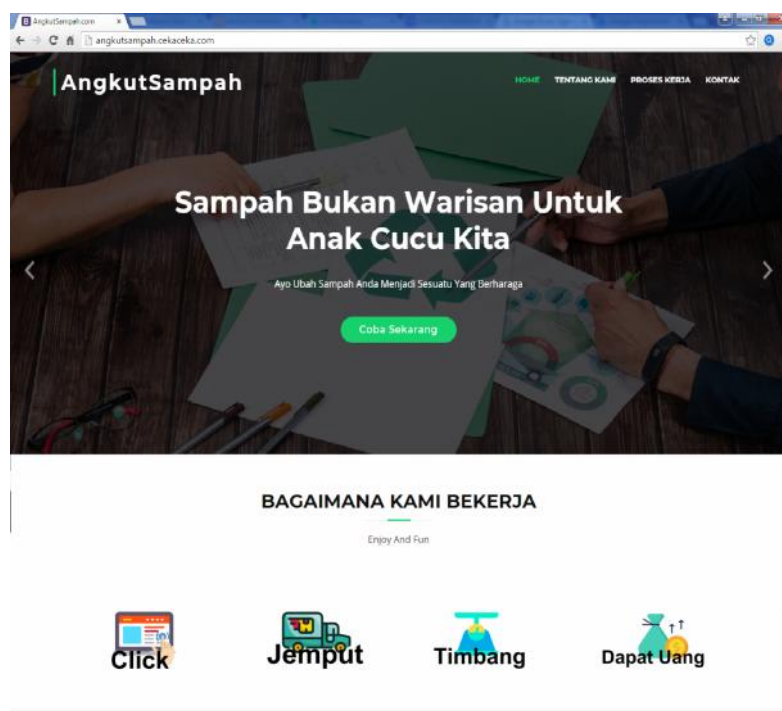 AngkutSampah.com
angkutsampah.cekaceka.com
AngkutSampah
HOME TENTANG KAMI PROSES KERJA KONTAK
Sampah Bukan Warisan Untuk
Anak Cucu Kita
Ayo Ubah Sampah Anda Menjadi Sesuatu Yang Berharaga
Coba Sekarang
BAGAIMANA KAMI BEKERJA
Enjoy And Fun
Click Jemput Timbang Dapat Uang